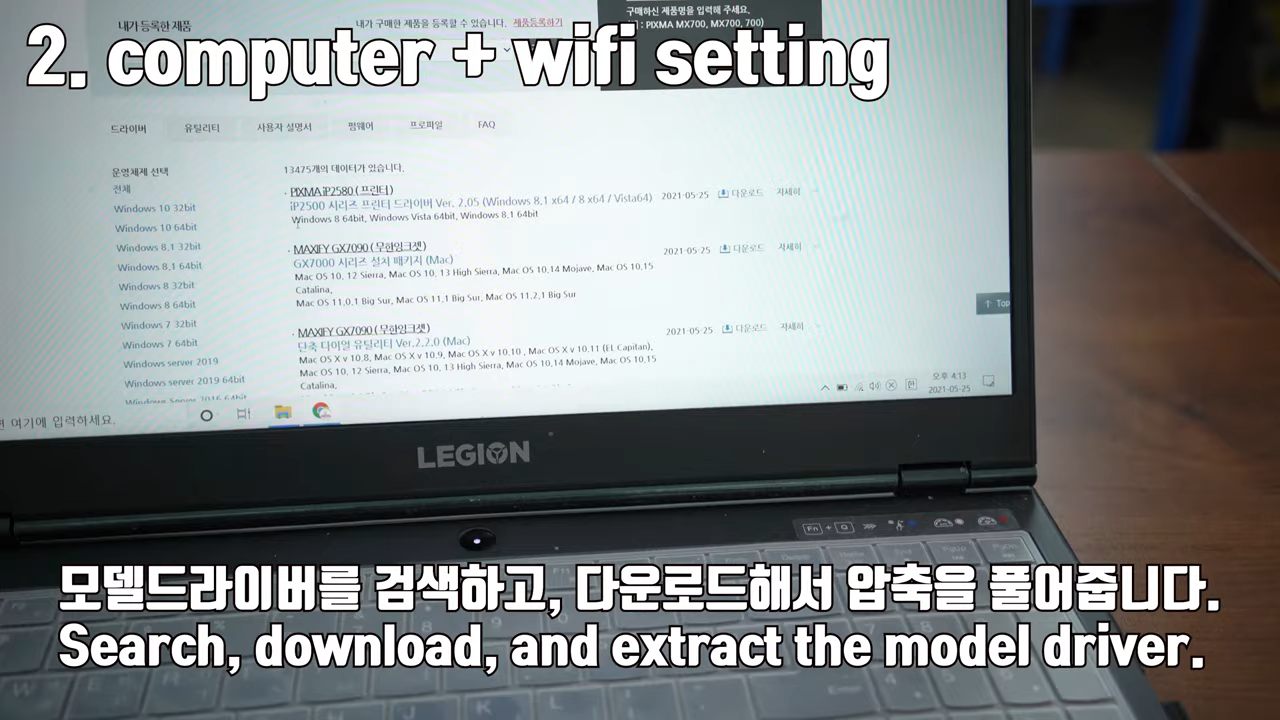 내가 등록한 제품
내가 구매한 제품을 등록할 수 있습니다. 제품등록하기
구매하신 제품명을 입력해 주세요.
: PIXMA MX700, MX700, 700)
2. computer + wifi setting
드라이버 유틸리티 사용자 설명서 펌웨어 프로파일 FAQ
운영체제 선택
전체
Windows 10 32bit
Windows 10 64bit
Windows 8.1 32bit
Windows 8.1 64bit
Windows 8 32bit
Windows 8 64bit
Windows 7 32bit
Windows 7 64bit
Windows server 2019
Windows server 2019 64bit
Windows Server 2016 64bit
13475개의 데이터가 있습니다.
· PIXMA iP2580 ( 프린터 )
iP2500 시리즈 프린터 드라이버 Ver. 2.05 (Windows 8.1 x64 / 8 x64 / Vista64) 2021-05-25 다운로드 자세히
Windows 8 64bit, Windows Vista 64bit, Windows 8.1 64bit
· MAXIFY GX7090 ( 무한잉크젯 )
GX7000 시리즈 설치 패키지 (Mac) 2021-05-25 다운로드 자세히
Mac OS 10. 12 Sierra, Mac OS 10. 13 High Sierra, Mac OS 10.14 Mojave, Mac OS 10.15
Catalina,
Mac OS 11.0.1 Big Sur, Mac OS 11.1 Big Sur, Mac OS 11.2.1 Big Sur
· MAXIFY GX7090 ( 무한잉크젯 )
단축 다이얼 유틸리티 Ver.2.2.0 (Mac) 2021-05-25 다운로드 자세히
Mac OS X v 10.8, Mac OS X v 10.9, Mac OS X v 10.10 , Mac OS X v 10.11 (EL Capitan),
Mac OS 10. 12 Sierra, Mac OS 10. 13 High Sierra, Mac OS 10.14 Mojave, Mac OS 10.15
Catalina,
↑ Top
여기에 입력하세요.
한
오후 4:13
2021-05-25
LEGION
Fn + Q
모델드라이버를 검색하고, 다운로드해서 압축을 풀어줍니다.
Search, download, and extract the model driver.